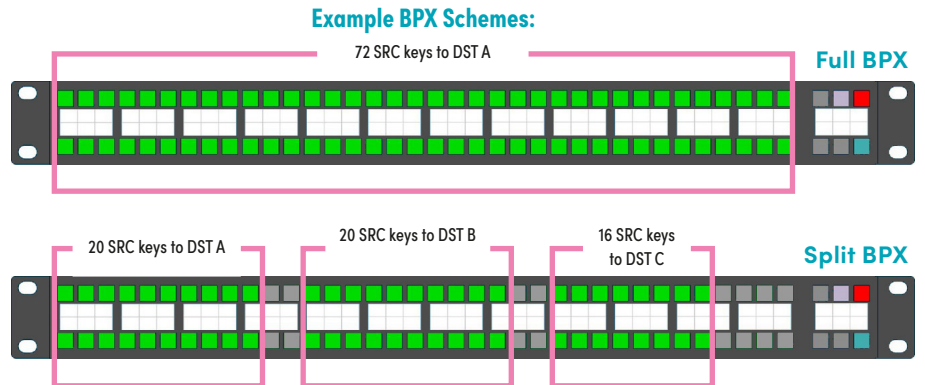 Example BPX Schemes:
72 SRC keys to DST A
Full BPX
20 SRC keys to DST A
20 SRC keys to DST B
16 SRC keys
to DST C
Split BPX